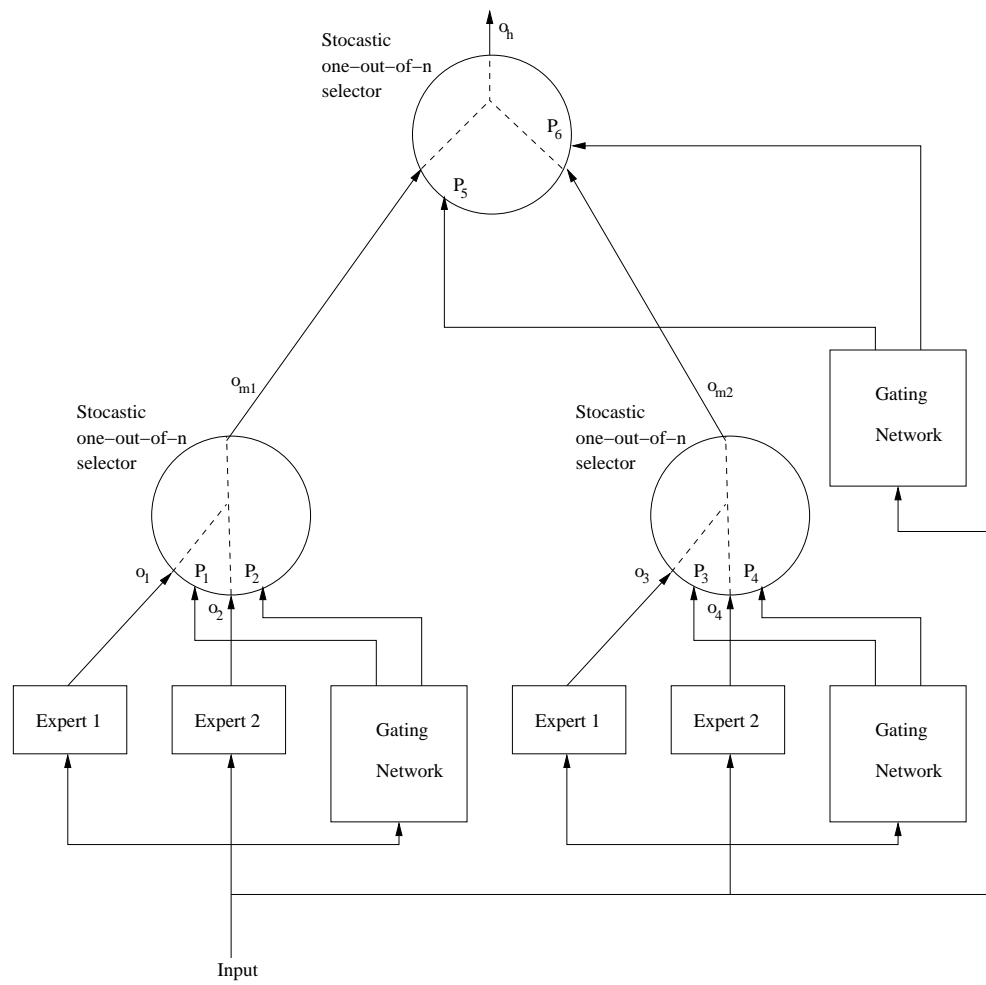 o_h
Stocastic
one−out−of−n
selector
P_6
P_5
o_m1
o_m2
Gating
Network
Stocastic
one−out−of−n
selector
Stocastic
one−out−of−n
selector
o_1
P_1
P_2
o_2
o_3
P_3
P_4
o_4
Expert 1
Expert 2
Gating
Network
Expert 1
Expert 2
Gating
Network
Input